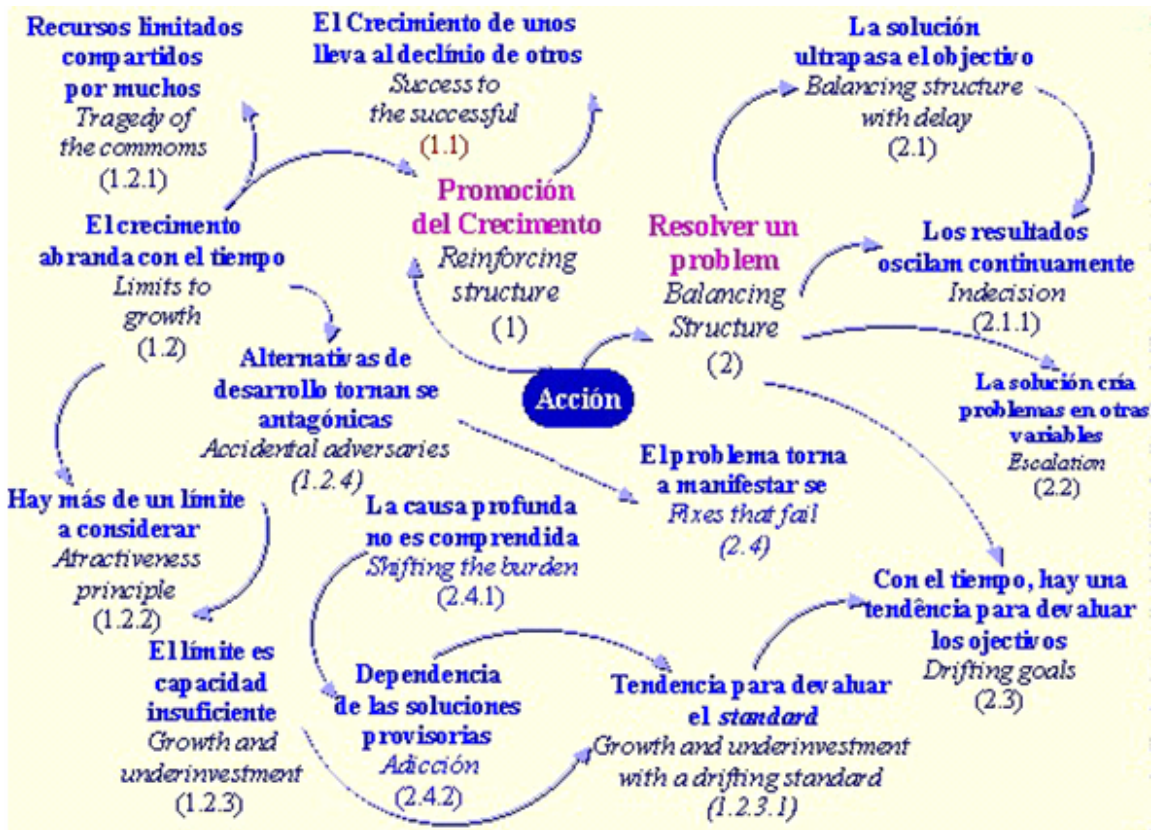 Recursos limitados
compartidos
por muchos
Tragedy of
the commoms
(1.2.1)
El Crecimiento de unos
lleva al declínio de otros
Success to
the successful
(1.1)
La solución
ultrapasa el objectivo
Balancing structure
with delay
(2.1)
Promoción
del Crecimento
Reinforcing
structure
(1)
Resolver un
problem
Balancing
Structure
(2)
El crecimento
abranda con el tiempo
Limits to
growth
(1.2)
Los resultados
oscilam continuamente
Indecision
(2.1.1)
Alternativas de
desarrollo tornan se
antagónicas
Accidental adversaries
(1.2.4)
Acción
La solución cría
problemas en otras
variables
Escalation
(2.2)
El problema torna
a manifestar se
Fixes that fail
(2.4)
Hay más de un límite
a considerar
Atractiveness
principle
(1.2.2)
La causa profunda
no es comprendida
Shifting the burden
(2.4.1)
Con el tiempo, hay una
tendência para devaluar
los ojectivos
Drifting goals
(2.3)
El límite es
capacidad
insuficiente
Growth and
underinvestment
(1.2.3)
Dependencia
de las soluciones
provisorias
Adicción
(2.4.2)
Tendencia para devaluar
el standard
Growth and underinvestment
with a drifting standard
(1.2.3.1)